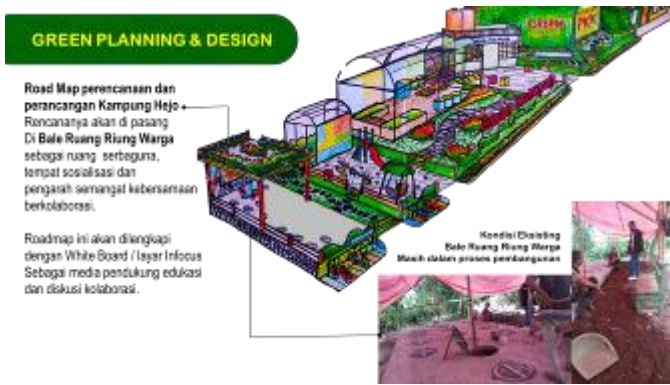 GREEN PLANNING & DESIGN
Road Map perencanaan dan
perancangan Kampung Hejo
Rencananya akan di pasang
Di Bale Ruang Riung Warga
sebagai ruang serbaguna,
tempat sosialisasi dan
pengarah semangat kebersamaan
berkolaborasi.
Roadmap ini akan dilengkapi
dengan White Board / layar Infocus
Sebagai media pendukung edukasi
dan diskusi kolaborasi.
Kondisi Eksisting
Bale Ruang Riung Warga
Masih dalam proses pembangunan